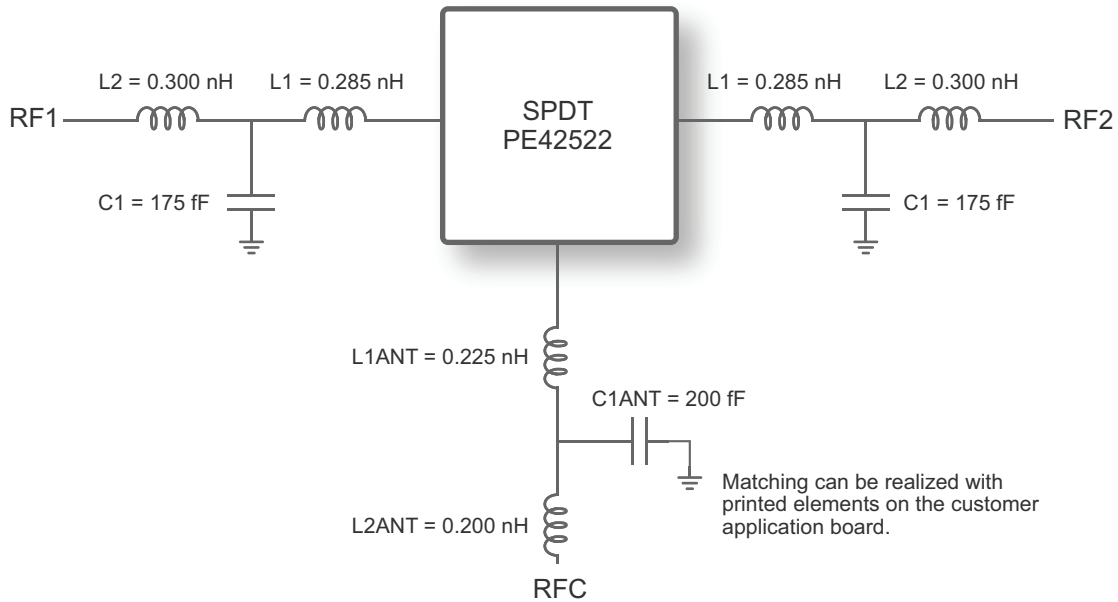 L2 = 0.300 nH
L1 = 0.285 nH
L1 = 0.285 nH
L2 = 0.300 nH
RF1
SPDT
PE42522
RF2
C1 = 175 fF
C1 = 175 fF
L1ANT = 0.225 nH
C1ANT = 200 fF
Matching can be realized with
printed elements on the customer
application board.
L2ANT = 0.200 nH
RFC